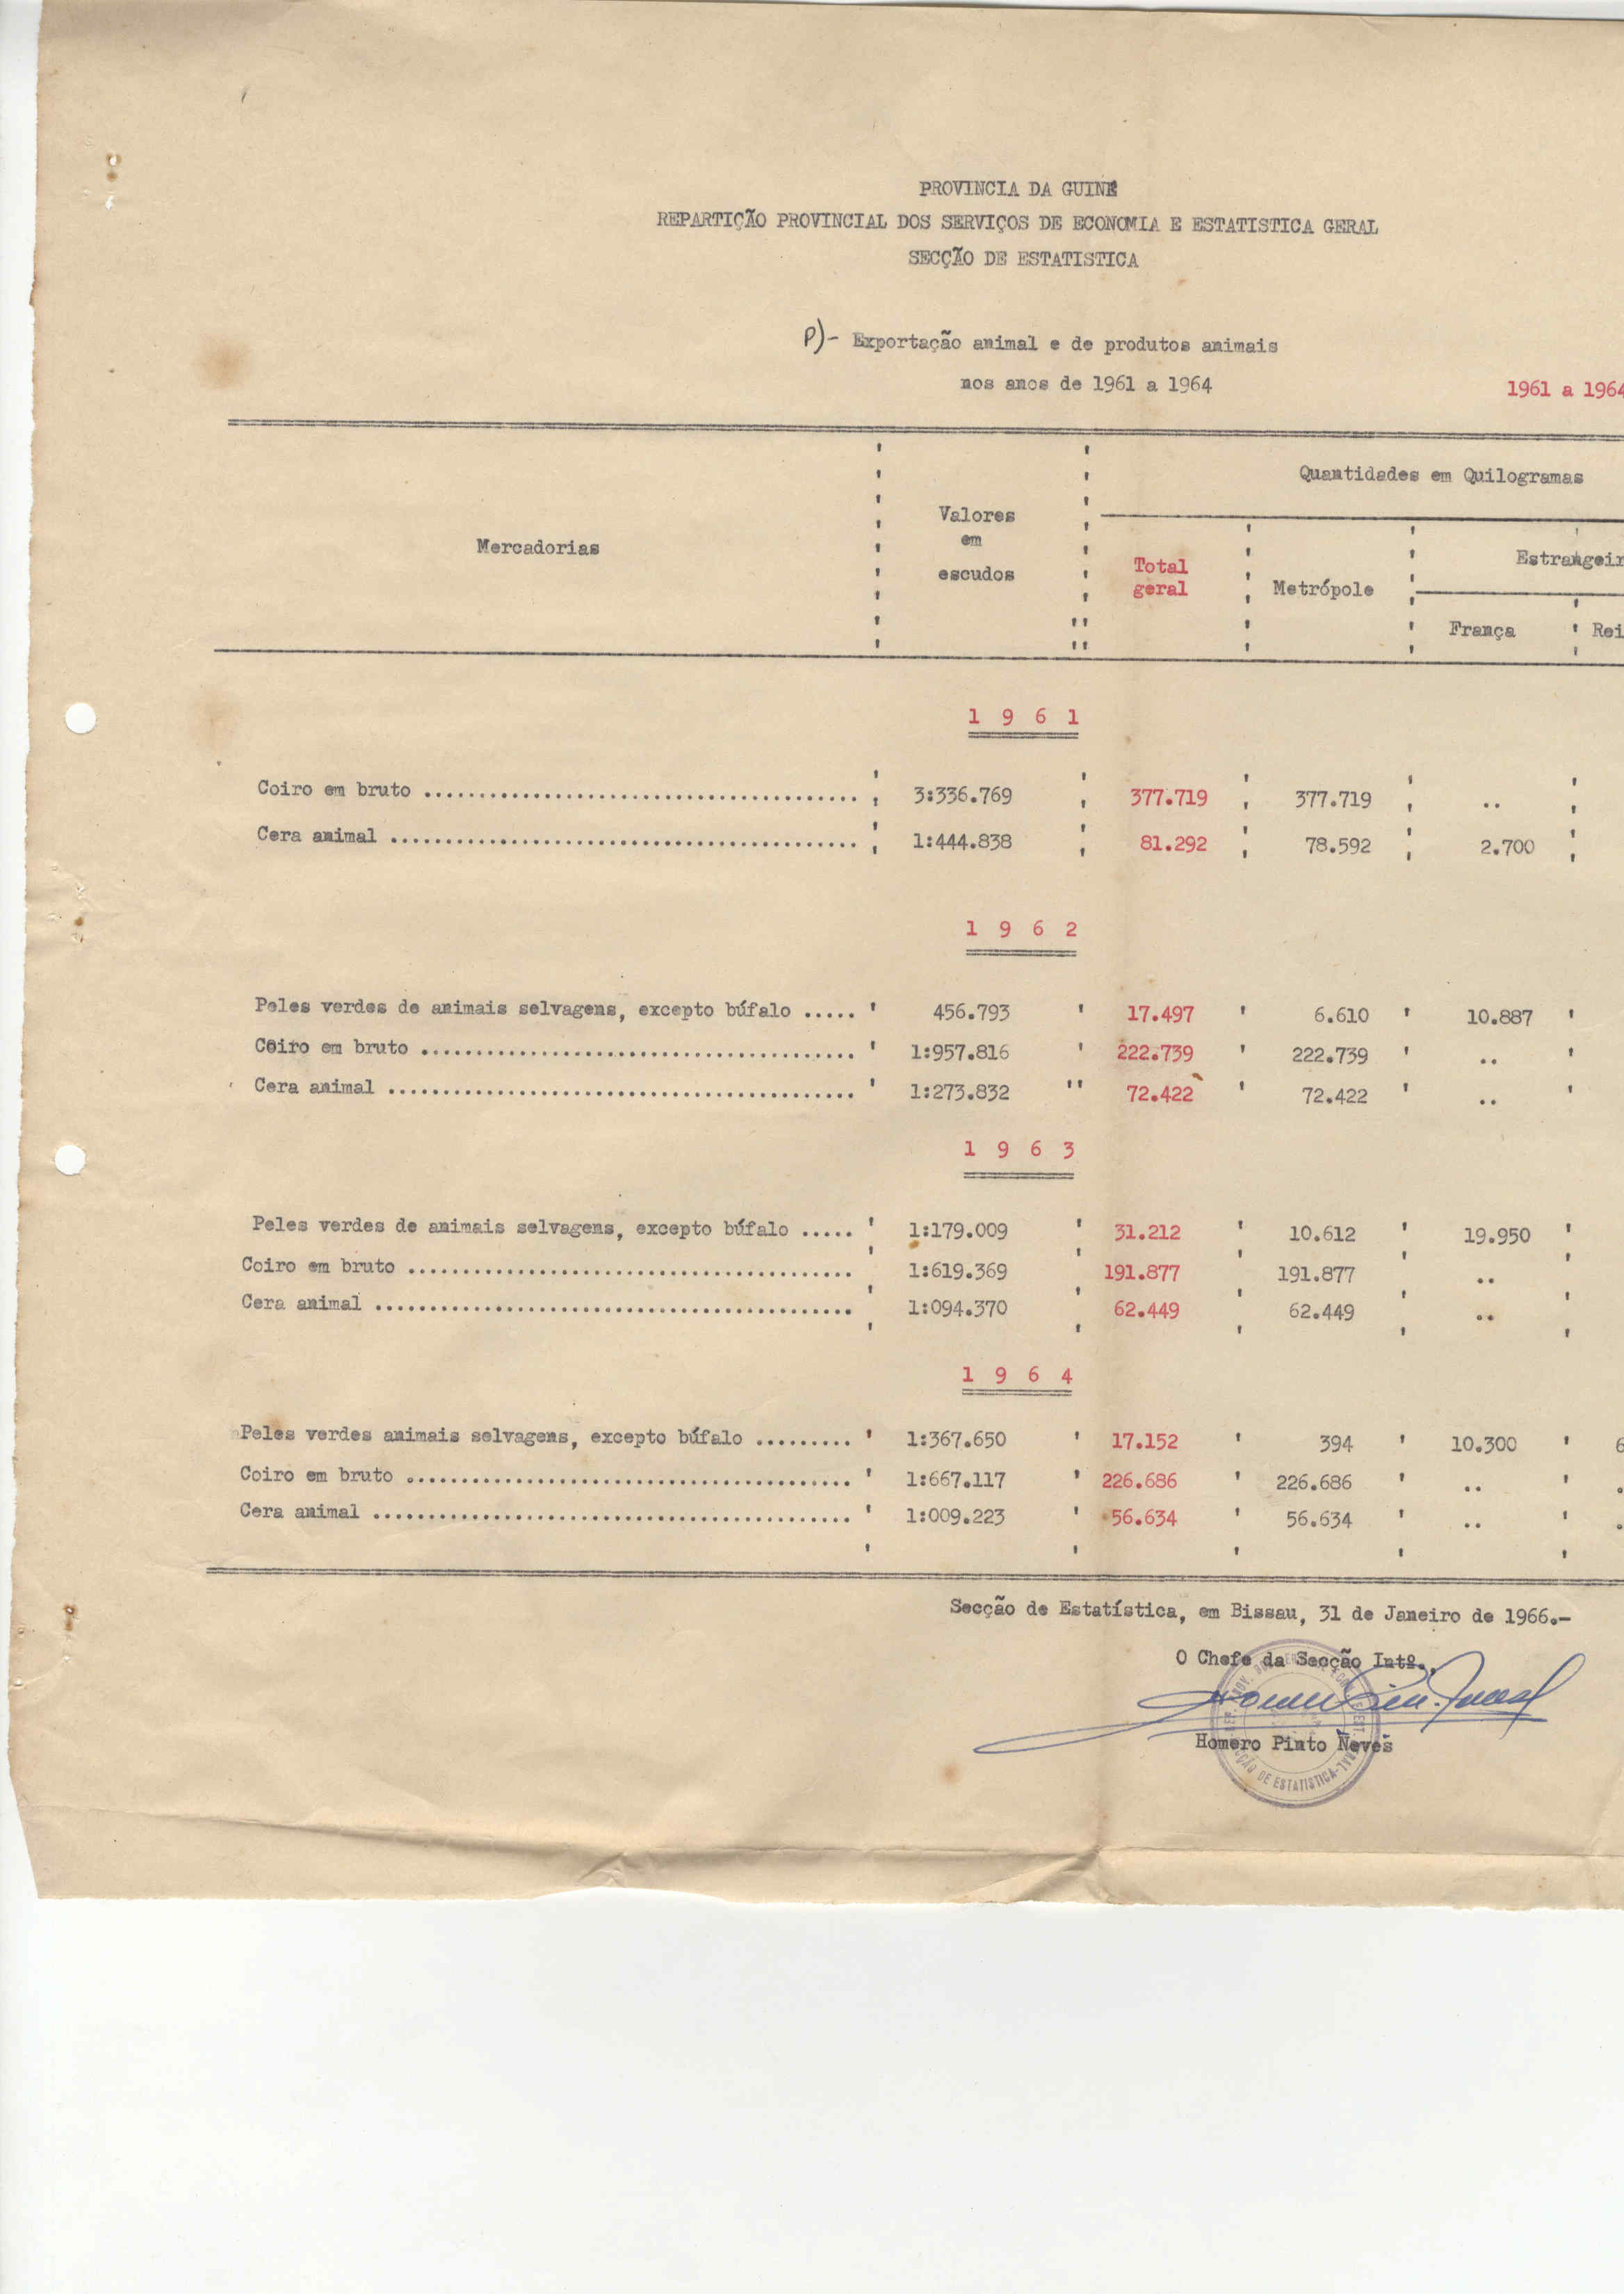 PROVINCIA DA GUINÉ
REPARTIÇÃO PROVINCIAL DOS SERVIÇOS DE ECONOMIA E ESTATISTICA GERAL
SECÇÃO DE ESTATISTICA
P)- Exportação animal e de produtos animais
nos anos de 1961 a 1964
1961 a 1964
Mercadorias
Valores
em
escudos
Quantidades em Quilogramas
Total
geral
Metrópole
Estrangeir
França
Rei
1 9 6 1
Coiro em bruto ........................................ 3:336.769 377.719 377.719 ..
Cera animal ........................................... 1:444.838 81.292 78.592 2.700
1 9 6 2
Peles verdes de animais selvagens, excepto búfalo ..... 456.793 17.497 6.610 10.887
Coiro em bruto ........................................ 1:957.816 222.739 222.739 ..
Cera animal ........................................... 1:273.832 72.422 72.422 ..
1 9 6 3
Peles verdes de animais selvagens, excepto búfalo ..... 1:179.009 31.212 10.612 19.950
Coiro em bruto ......................................... 1:619.369 191.877 191.877 ..
Cera animal ............................................ 1:094.370 62.449 62.449 ..
1 9 6 4
Peles verdes animais selvagens, excepto búfalo ......... 1:367.650 17.152 394 10.300 6
Coiro em bruto ......................................... 1:667.117 226.686 226.686 .. .
Cera animal ............................................ 1:009.223 56.634 56.634 .. .
Secção de Estatística, em Bissau, 31 de Janeiro de 1966.-
O Chefe da Secção Intº.,
Homero Pinto Neves
SECÇÃO DE ESTATISTICA